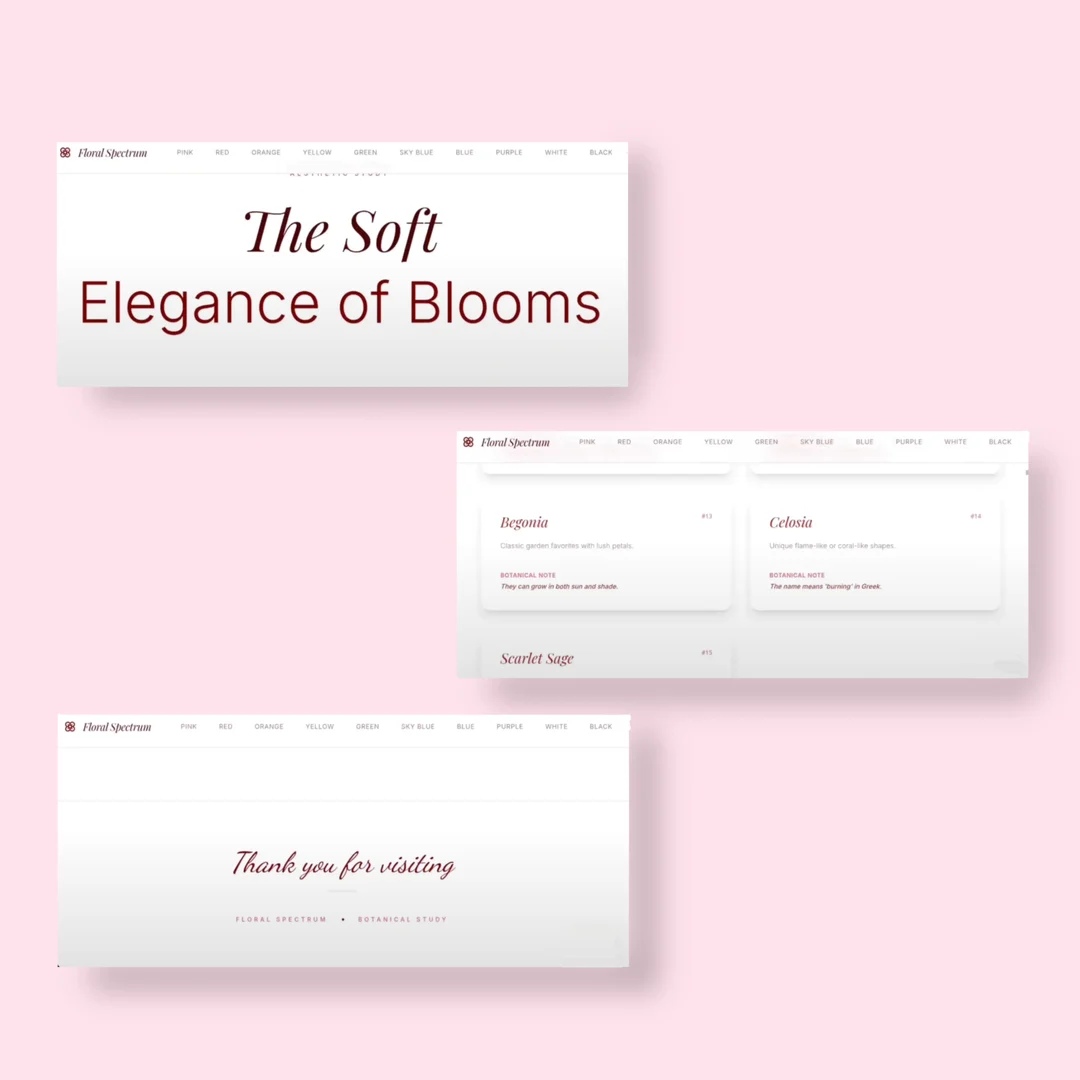 Floral Spectrum PINK RED ORANGE YELLOW GREEN SKY BLUE BLUE PURPLE WHITE BLACK
AESTHETIC STUDY
The Soft
Elegance of Blooms
Floral Spectrum PINK RED ORANGE YELLOW GREEN SKY BLUE BLUE PURPLE WHITE BLACK
Begonia #13
Classic garden favorites with lush petals.
BOTANICAL NOTE
They can grow in both sun and shade.
Celosia #14
Unique flame-like or coral-like shapes.
BOTANICAL NOTE
The name means 'burning' in Greek.
Scarlet Sage #15
Floral Spectrum PINK RED ORANGE YELLOW GREEN SKY BLUE BLUE PURPLE WHITE BLACK
Thank you for visiting
FLORAL SPECTRUM • BOTANICAL STUDY